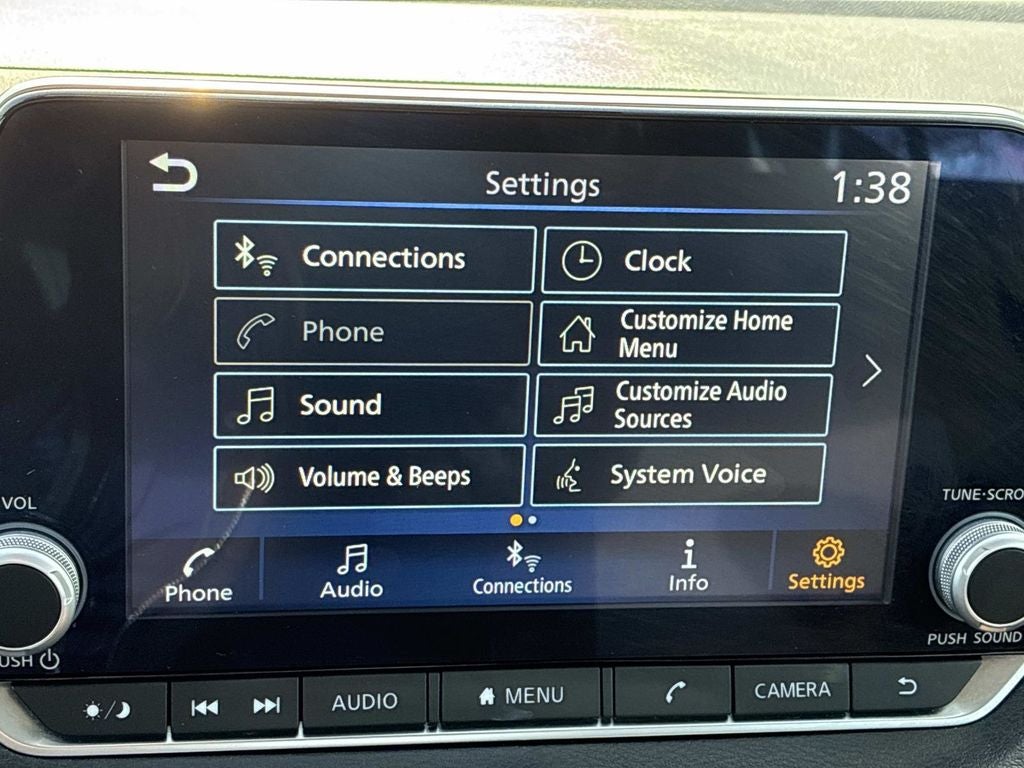 Settings
1:38
Connections
Clock
Phone
Customize Home
Menu
Sound
Customize Audio
Sources
Volume & Beeps
System Voice
VOL
TUNE·SCRO
Phone
Audio
Connections
Info
Settings
USH
PUSH SOUND
AUDIO
MENU
CAMERA